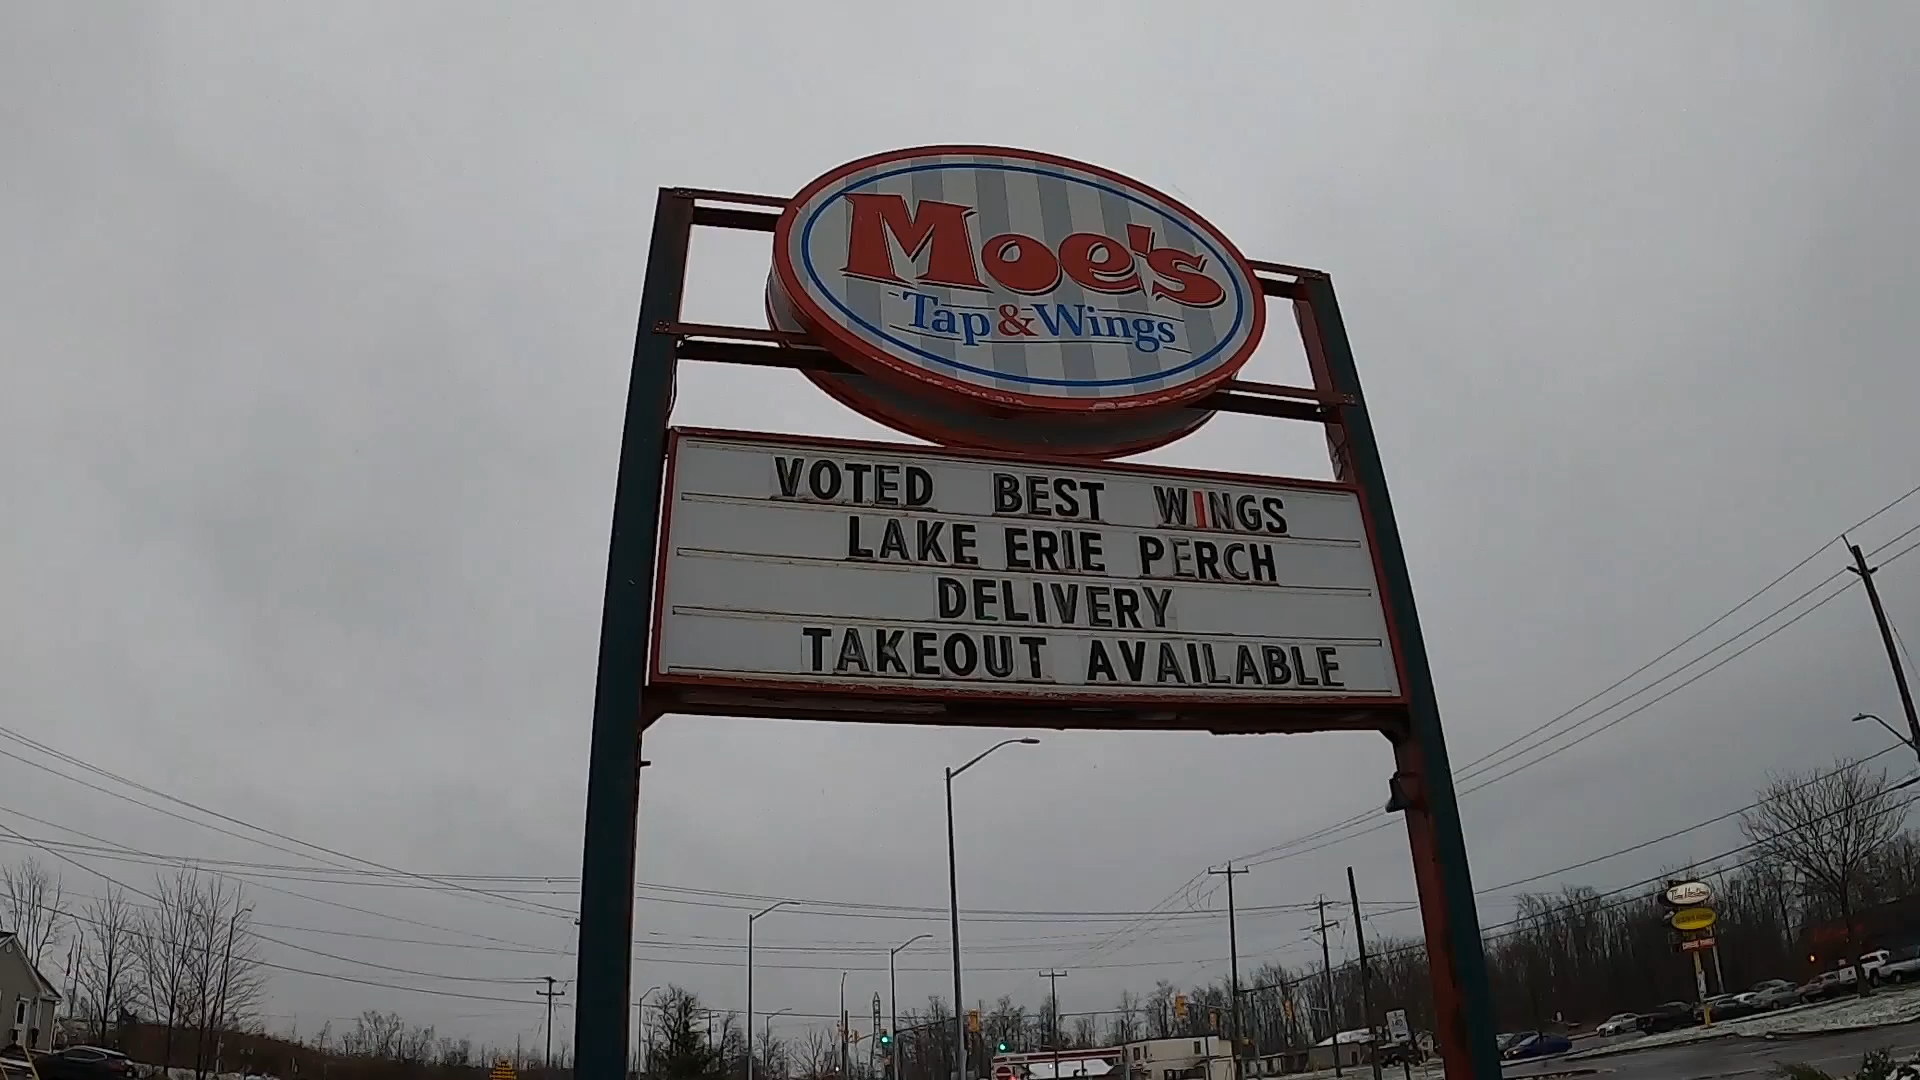 Moe's
Tap & Wings
VOTED BEST WINGS
LAKE ERIE PERCH
DELIVERY
TAKEOUT AVAILABLE